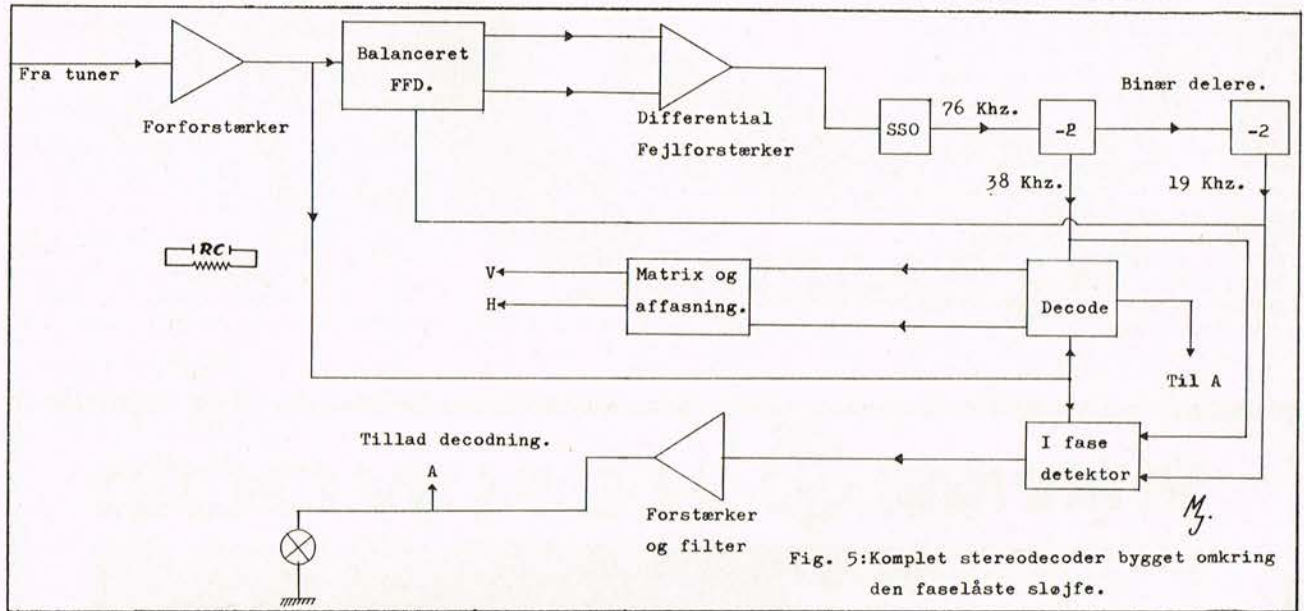 Fra tuner
Forforstærker
Balanceret
FFD.
Differential
Fejlforstærker
SSO
76 Khz.
-2
Binær delere.
-2
38 Khz.
19 Khz.
RC
V
H
Matrix og
affasning.
Decode
Til A
Tillad decodning.
A
I fase
detektor
Forstærker
og filter
Fig. 5:Komplet stereodecoder bygget omkring
den faselåste sløjfe.